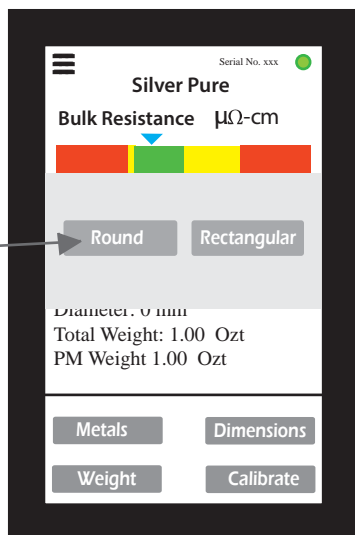 Serial No. xxx
Silver Pure
Bulk Resistance μΩ-cm
Round Rectangular
Diameter: 0 mm
Total Weight: 1.00 Ozt
PM Weight 1.00 Ozt
Metals Dimensions
Weight Calibrate